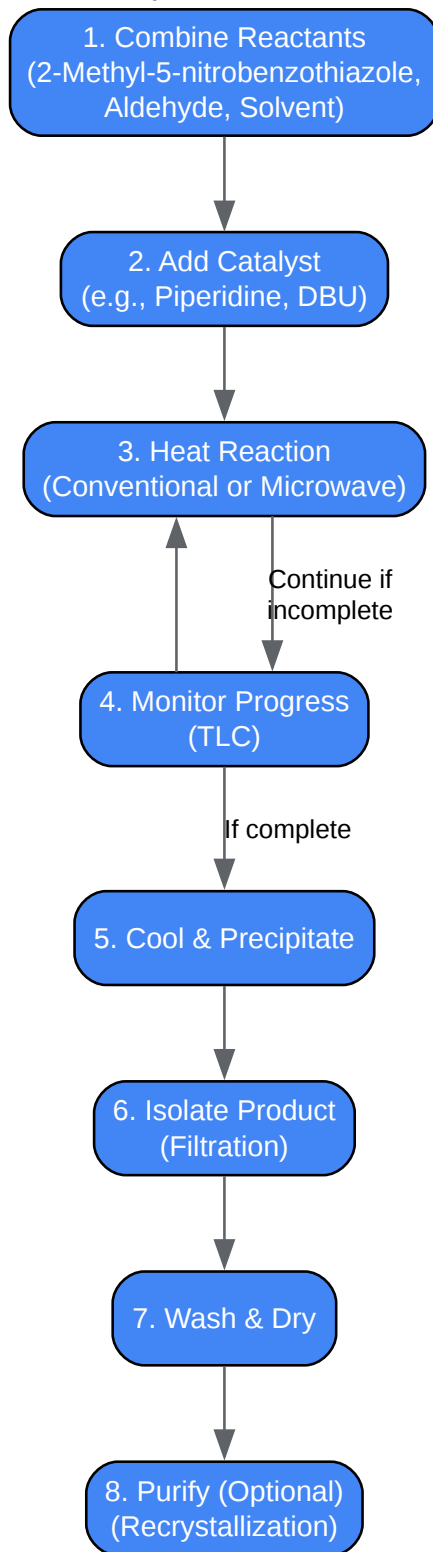 1. Combine Reactants
(2-Methyl-5-nitrobenzothiazole,
Aldehyde, Solvent)
2. Add Catalyst
(e.g., Piperidine, DBU)
3. Heat Reaction
(Conventional or Microwave)
Continue if
incomplete
4. Monitor Progress
(TLC)
If complete
5. Cool & Precipitate
6. Isolate Product
(Filtration)
7. Wash & Dry
8. Purify (Optional)
(Recrystallization)